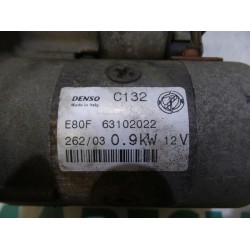 DENSO C132
Made in Italy
E80F 63102022
262/03 0.9kW 12V